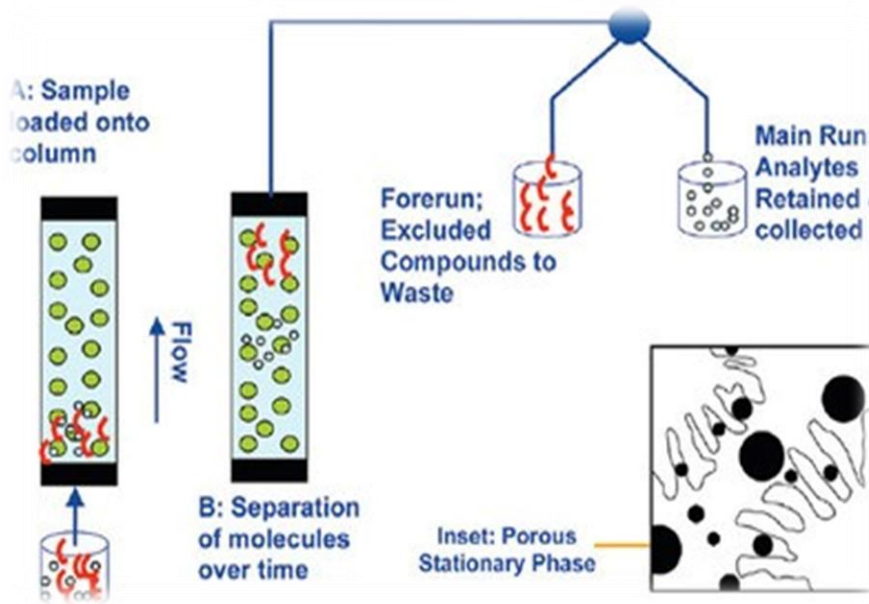 A: Sample
loaded onto
column
Flow
B: Separation
of molecules
over time
Forerun;
Excluded
Compounds to
Waste
Main Run
Analytes
Retained
collected
Inset: Porous
Stationary Phase